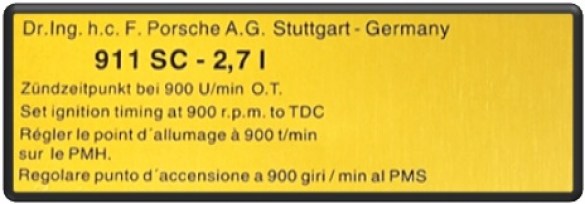 Dr.Ing. h.c. F. Porsche A.G. Stuttgart - Germany
911 SC - 2,7 l
Zündzeitpunkt bei 900 U/min O.T.
Set ignition timing at 900 r.p.m. to TDC
Régler le point d´allumage à 900 t/min
sur le PMH.
Regolare punto d´accensione a 900 giri / min al PMS